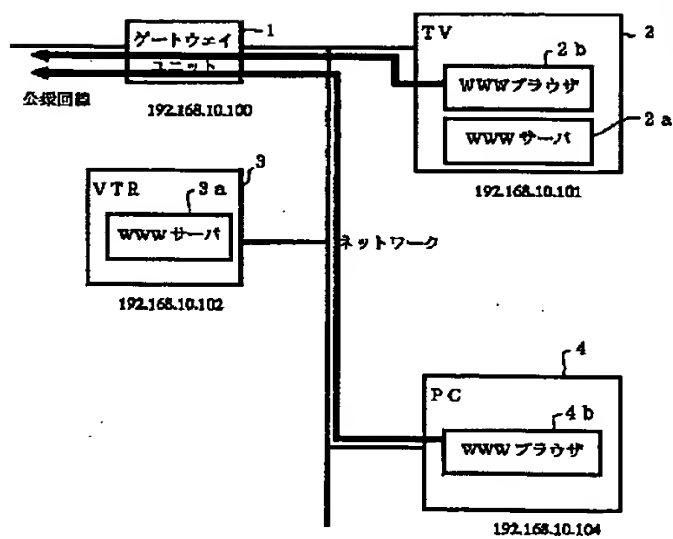 ゲートウェイ
ユニット
1
公衆回線
192.168.10.100
TV
2
2b
WWWブラウザ
2a
WWWサーバ
192.168.10.101
VTR
3
3a
WWWサーバ
192.168.10.102
ネットワーク
PC
4
4b
WWWブラウザ
192.168.10.104